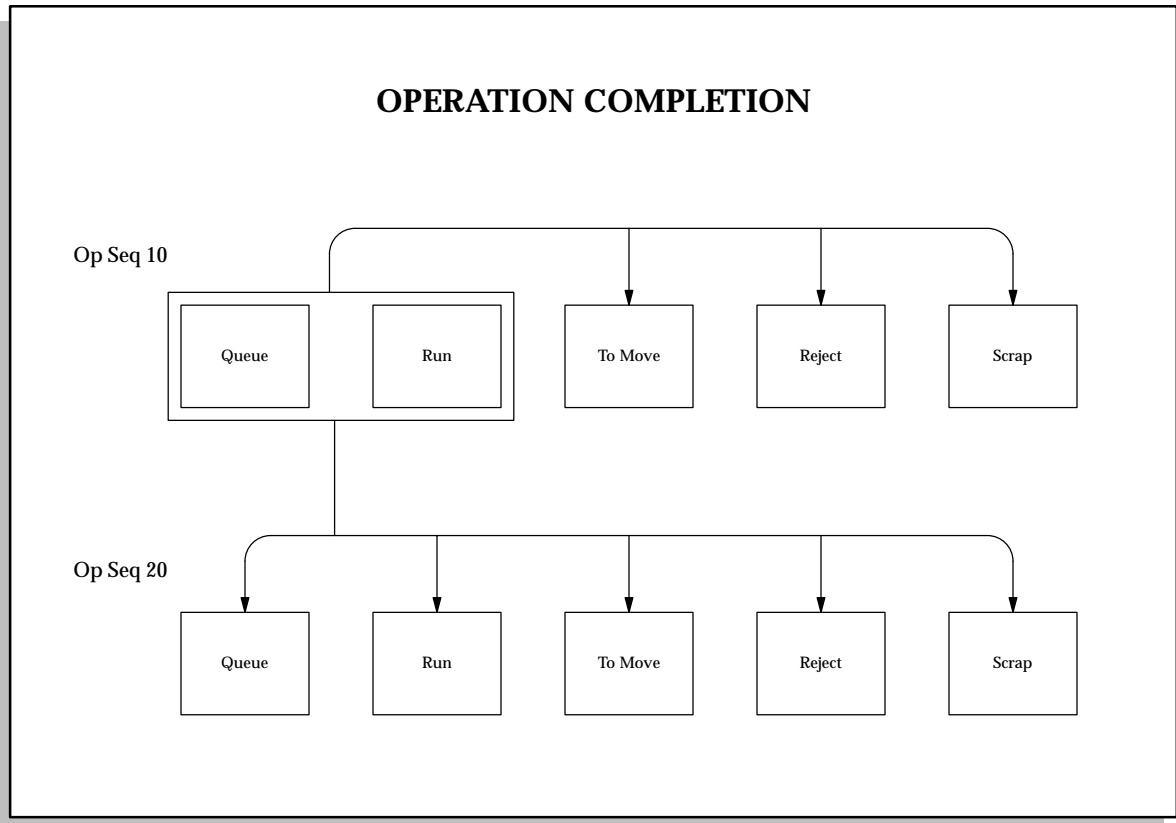 OPERATION COMPLETION
Op Seq 10
Queue
Run
To Move
Reject
Scrap
Op Seq 20
Queue
Run
To Move
Reject
Scrap